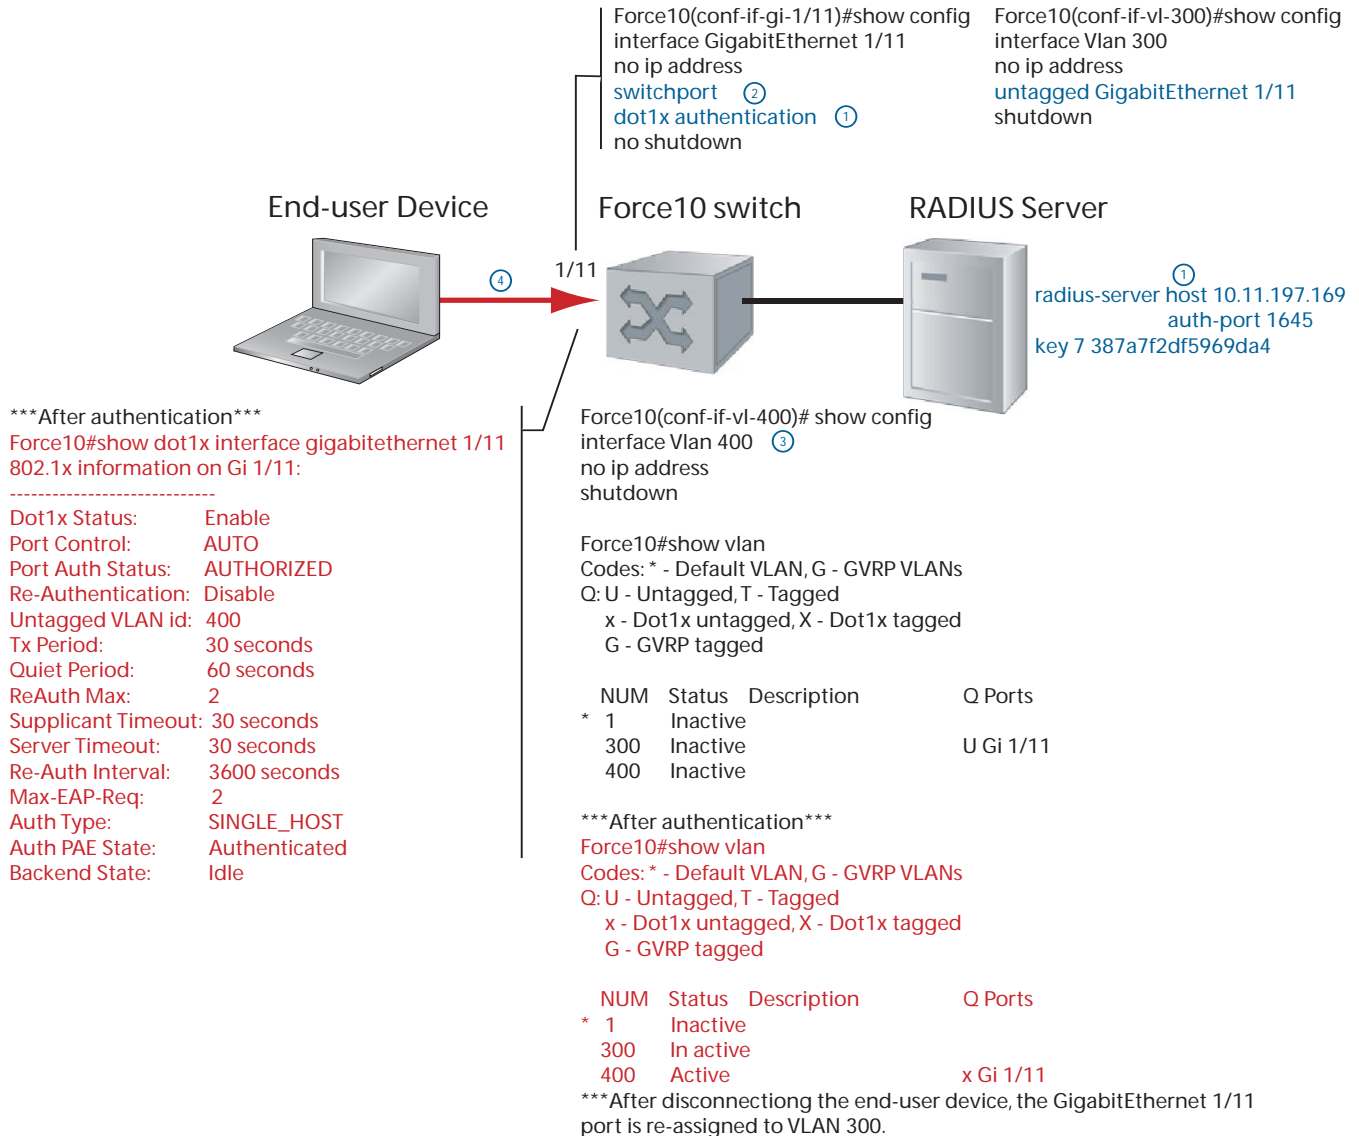 Force10(conf-if-gi-1/11)#show config
interface GigabitEthernet 1/11
no ip address
switchport 2
dot1x authentication 1
no shutdown
Force10(conf-if-vl-300)#show config
interface Vlan 300
no ip address
untagged GigabitEthernet 1/11
shutdown
End-user Device
Force10 switch
RADIUS Server
4
1/11
1
radius-server host 10.11.197.169
auth-port 1645
key 7 387a7f2df5969da4
***After authentication***
Force10#show dot1x interface gigabitethernet 1/11
802.1x information on Gi 1/11:
-----------------------------
Dot1x Status: Enable
Port Control: AUTO
Port Auth Status: AUTHORIZED
Re-Authentication: Disable
Untagged VLAN id: 400
Tx Period: 30 seconds
Quiet Period: 60 seconds
ReAuth Max: 2
Supplicant Timeout: 30 seconds
Server Timeout: 30 seconds
Re-Auth Interval: 3600 seconds
Max-EAP-Req: 2
Auth Type: SINGLE_HOST
Auth PAE State: Authenticated
Backend State: Idle
Force10(conf-if-vl-400)# show config
interface Vlan 400 3
no ip address
shutdown
Force10#show vlan
Codes: * - Default VLAN, G - GVRP VLANs
Q: U - Untagged, T - Tagged
x - Dot1x untagged, X - Dot1x tagged
G - GVRP tagged
NUM Status Description Q Ports
* 1 Inactive
300 Inactive U Gi 1/11
400 Inactive
***After authentication***
Force10#show vlan
Codes: * - Default VLAN, G - GVRP VLANs
Q: U - Untagged, T - Tagged
x - Dot1x untagged, X - Dot1x tagged
G - GVRP tagged
NUM Status Description Q Ports
* 1 Inactive
300 In active
400 Active x Gi 1/11
***After disconnectiong the end-user device, the GigabitEthernet 1/11
port is re-assigned to VLAN 300.